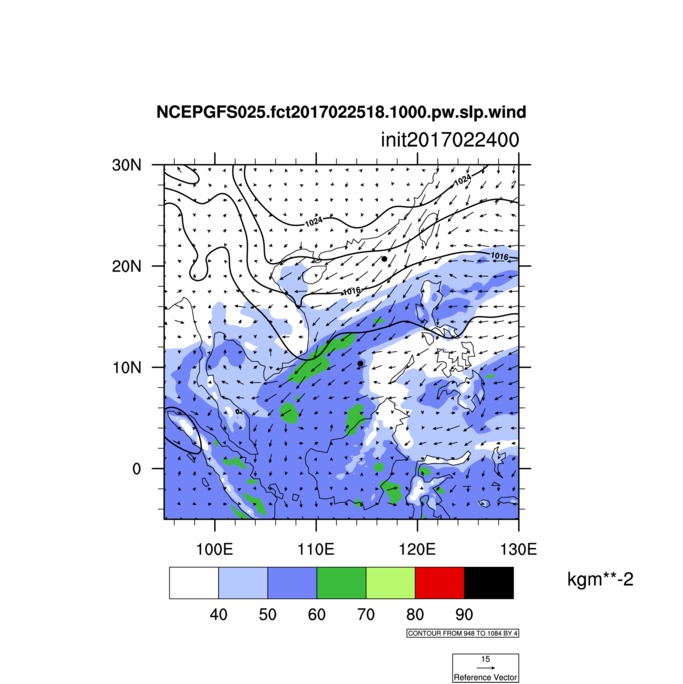 NCEPGFS025.fct2017022518.1000.pw.slp.wind
init2017022400
30N
1024
1024
20N
1016
1016
10N
0
100E 110E 120E 130E
kgm**-2
40 50 60 70 80 90
CONTOUR FROM 948 TO 1084 BY 4
15
Reference Vector